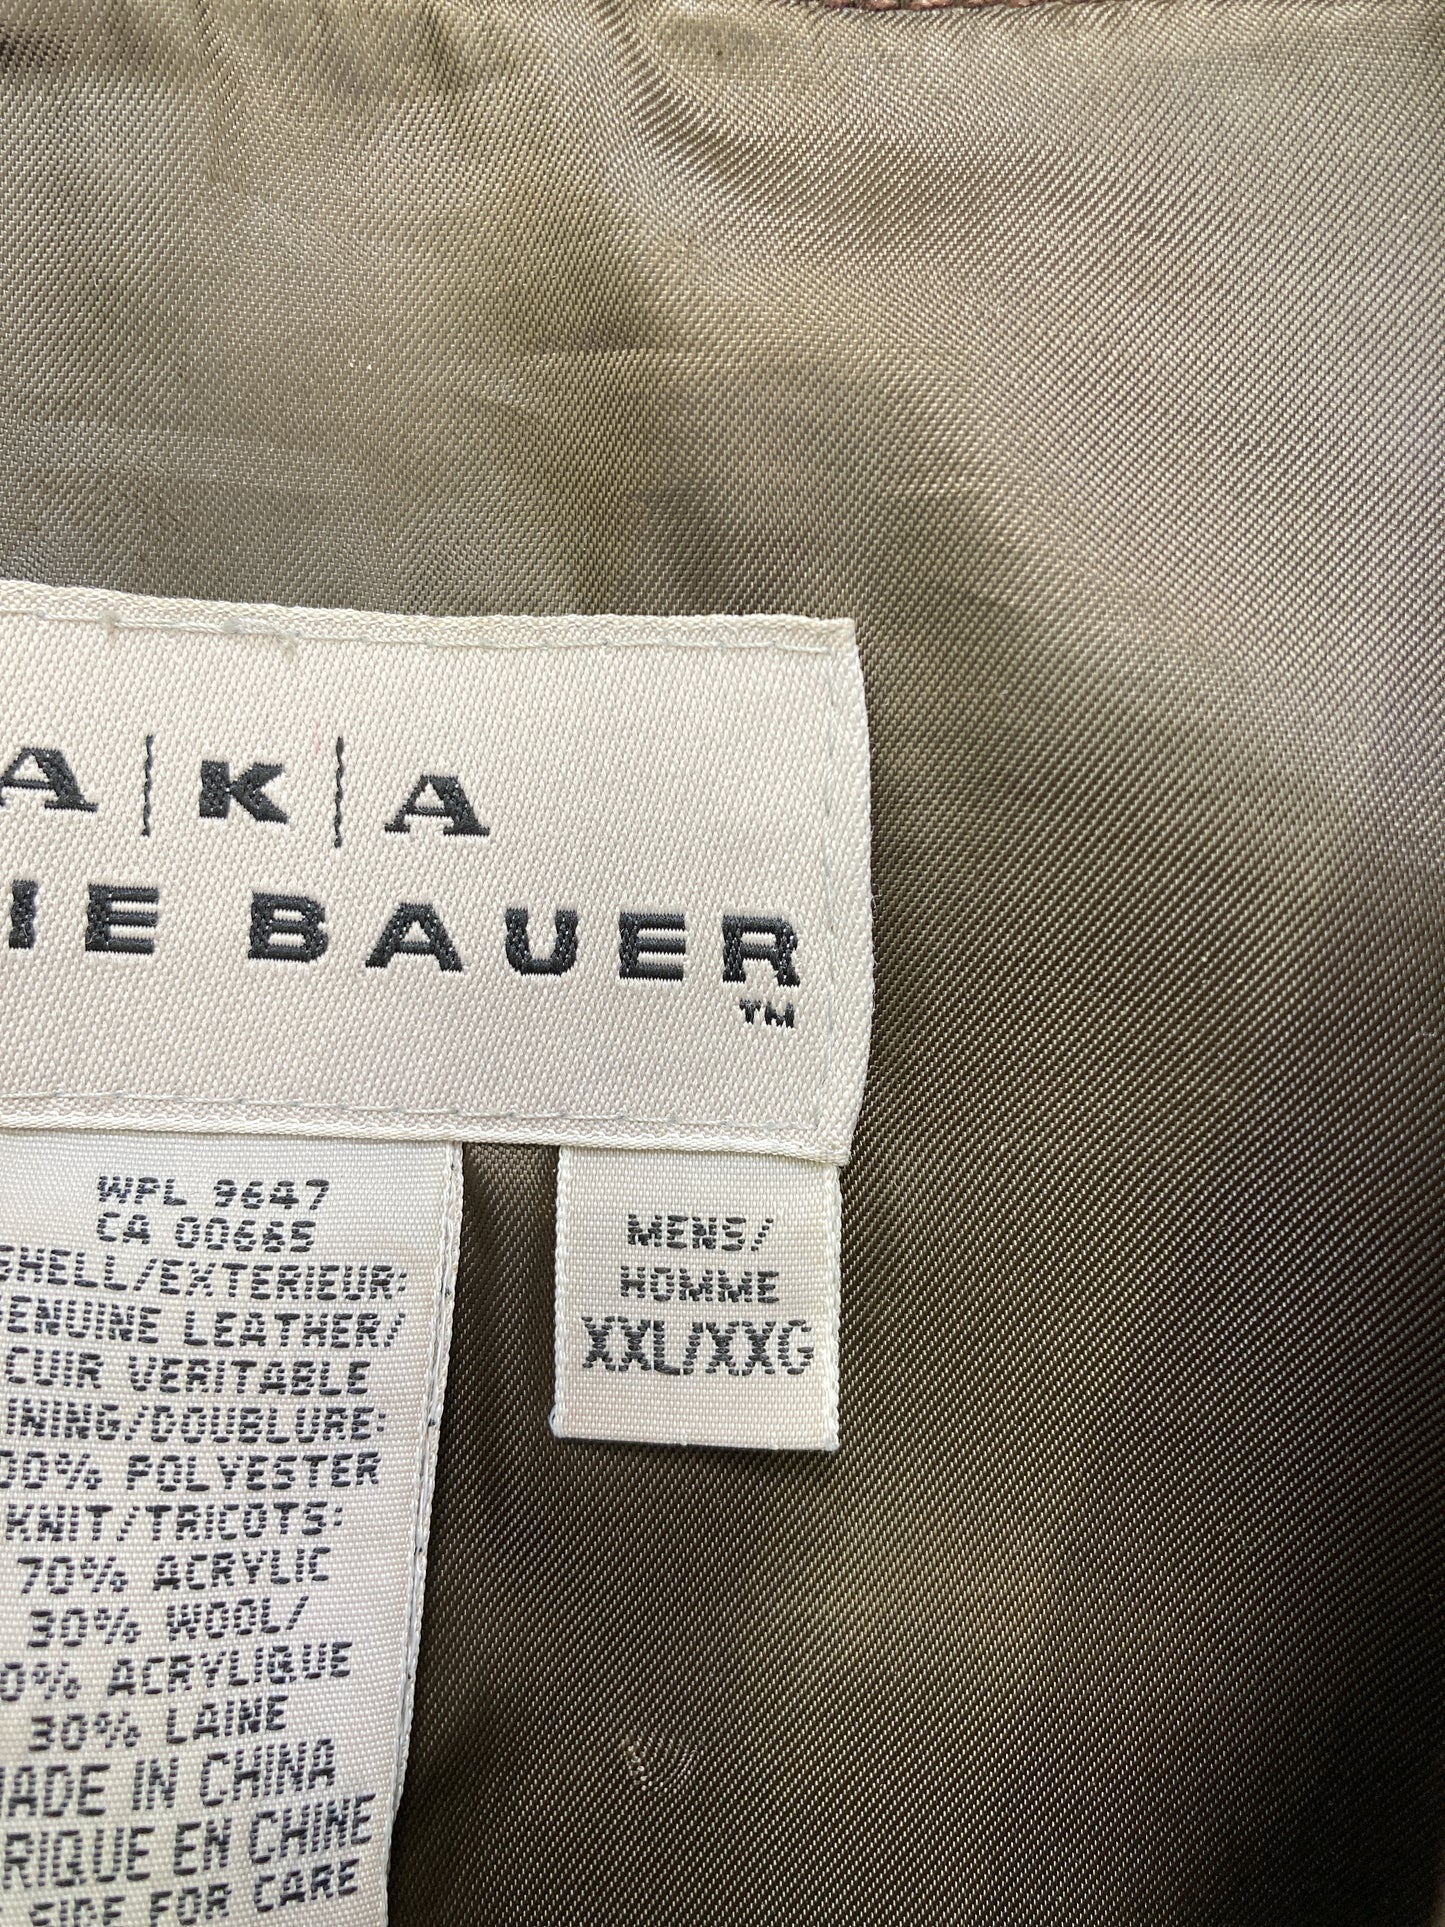 A|K|A
IE BAUER
TM
WPL 9647
CA 00665
SHELL/EXTERIEUR:
ENUINE LEATHER/
CUIR VERITABLE
INING/DOUBLURE:
00% POLYESTER
KNIT/TRICOTS:
70% ACRYLIC
30% WOOL/
0% ACRYLIQUE
30% LAINE
MADE IN CHINA
RIQUE EN CHINE
SIDE FOR CARE
MENS/
HOMME
XXL/XXG